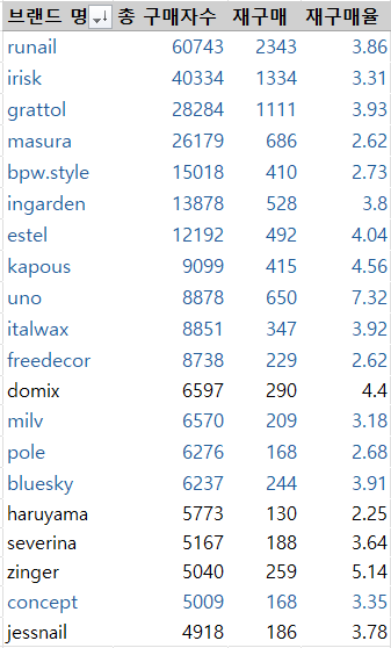 브랜드 명 총 구매자수 재구매 재구매율
runail 60743 2343 3.86
irisk 40334 1334 3.31
grattol 28284 1111 3.93
masura 26179 686 2.62
bpw.style 15018 410 2.73
ingarden 13878 528 3.8
estel 12192 492 4.04
kapous 9099 415 4.56
uno 8878 650 7.32
italwax 8851 347 3.92
freedecor 8738 229 2.62
domix 6597 290 4.4
milv 6570 209 3.18
pole 6276 168 2.68
bluesky 6237 244 3.91
haruyama 5773 130 2.25
severina 5167 188 3.64
zinger 5040 259 5.14
concept 5009 168 3.35
jessnail 4918 186 3.78